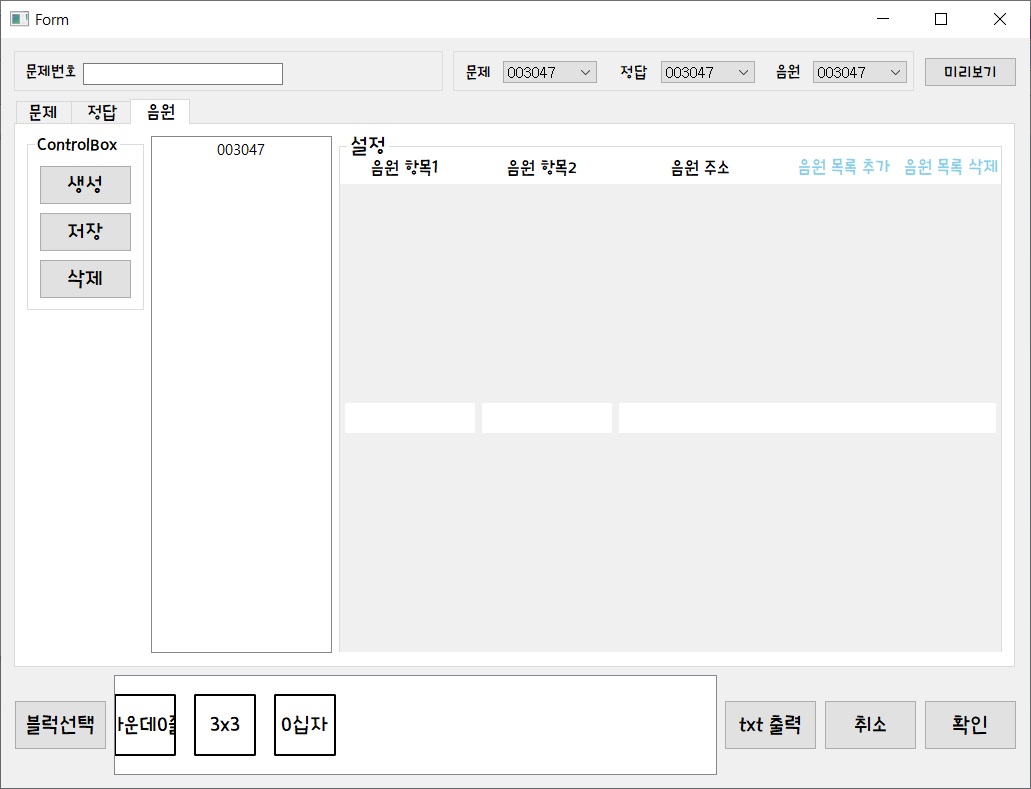 Form
문제번호
문제 003047 정답 003047 음원 003047 미리보기
문제 정답 음원
ControlBox
생성
저장
삭제
003047
설정
음원 항목1 음원 항목2 음원 주소 음원 목록 추가 음원 목록 삭제
블럭선택
운데0
3x3
0십자
txt 출력
취소
확인